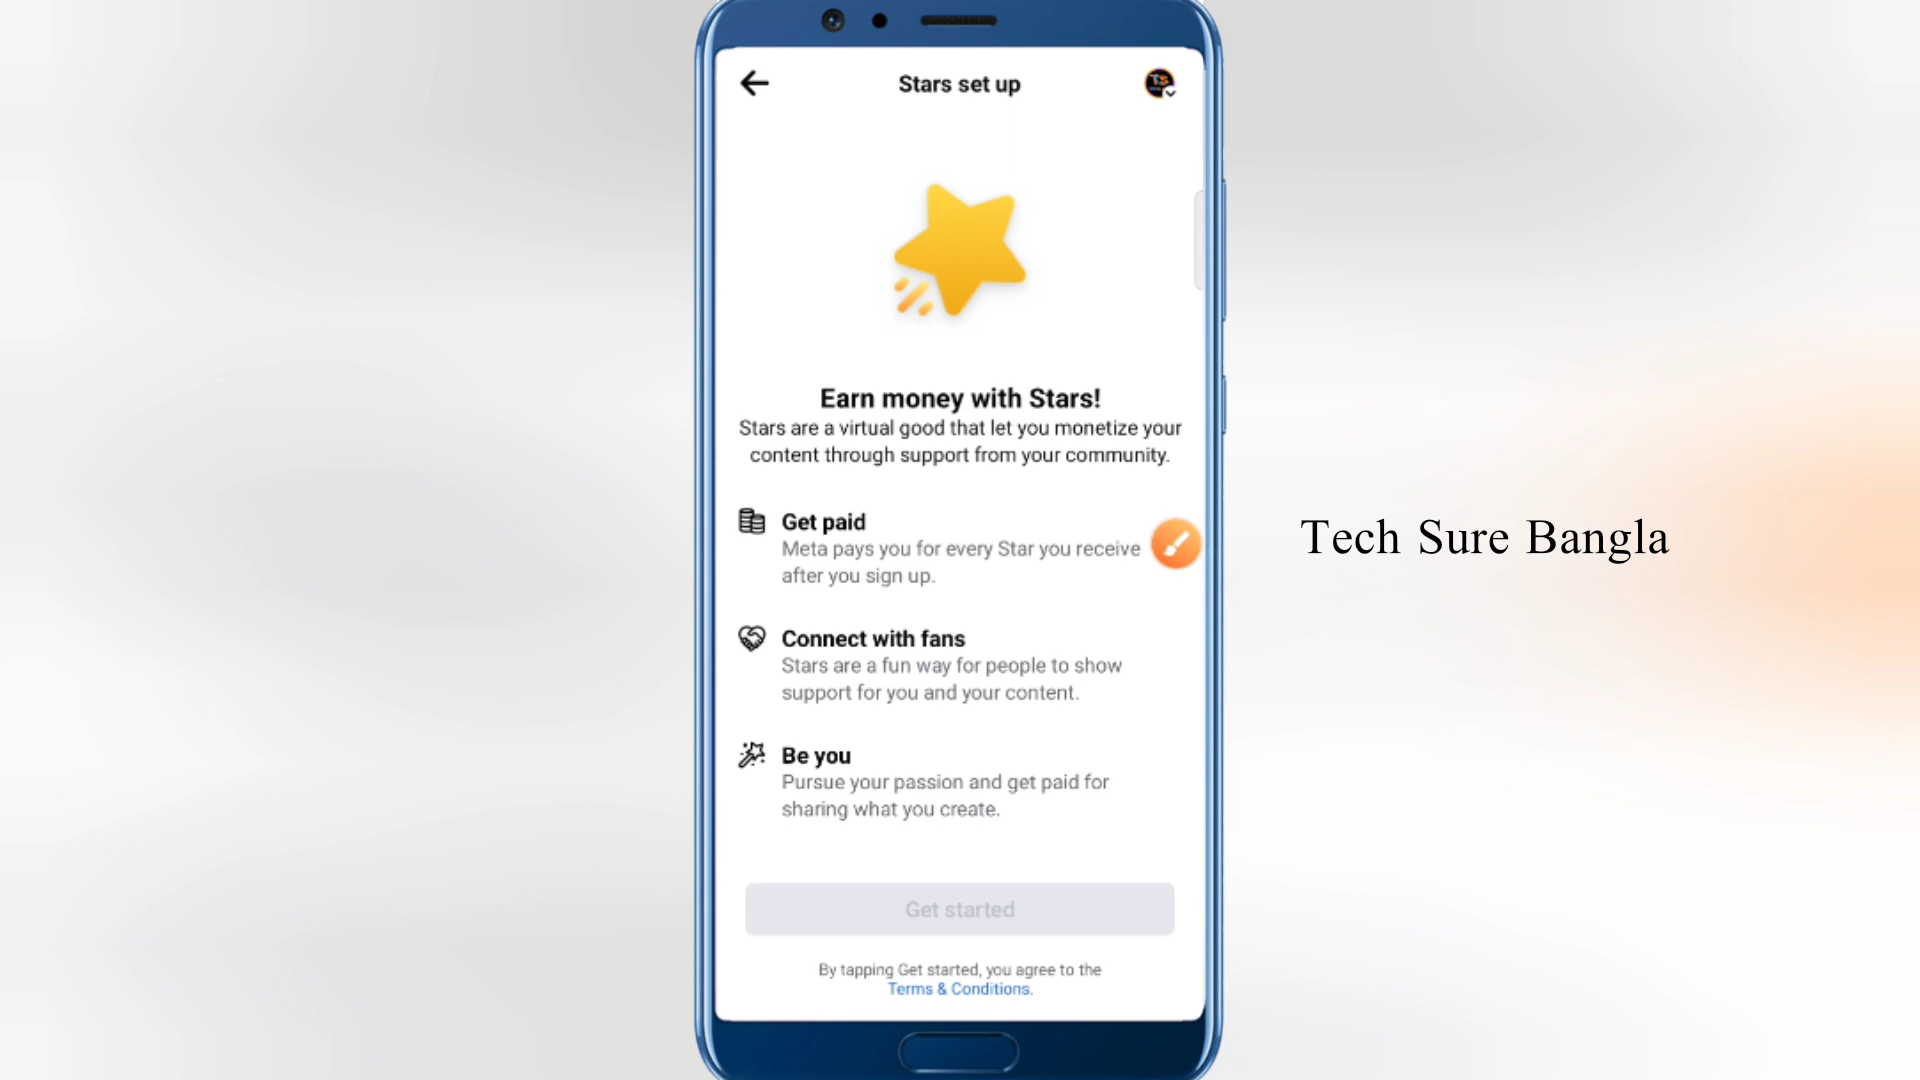 Stars set up
TS
Earn money with Stars!
Stars are a virtual good that let you monetize your
content through support from your community.
Get paid
Meta pays you for every Star you receive
after you sign up.
Connect with fans
Stars are a fun way for people to show
support for you and your content.
Be you
Pursue your passion and get paid for
sharing what you create.
Get started
By tapping Get started, you agree to the
Terms & Conditions.
Tech Sure Bangla